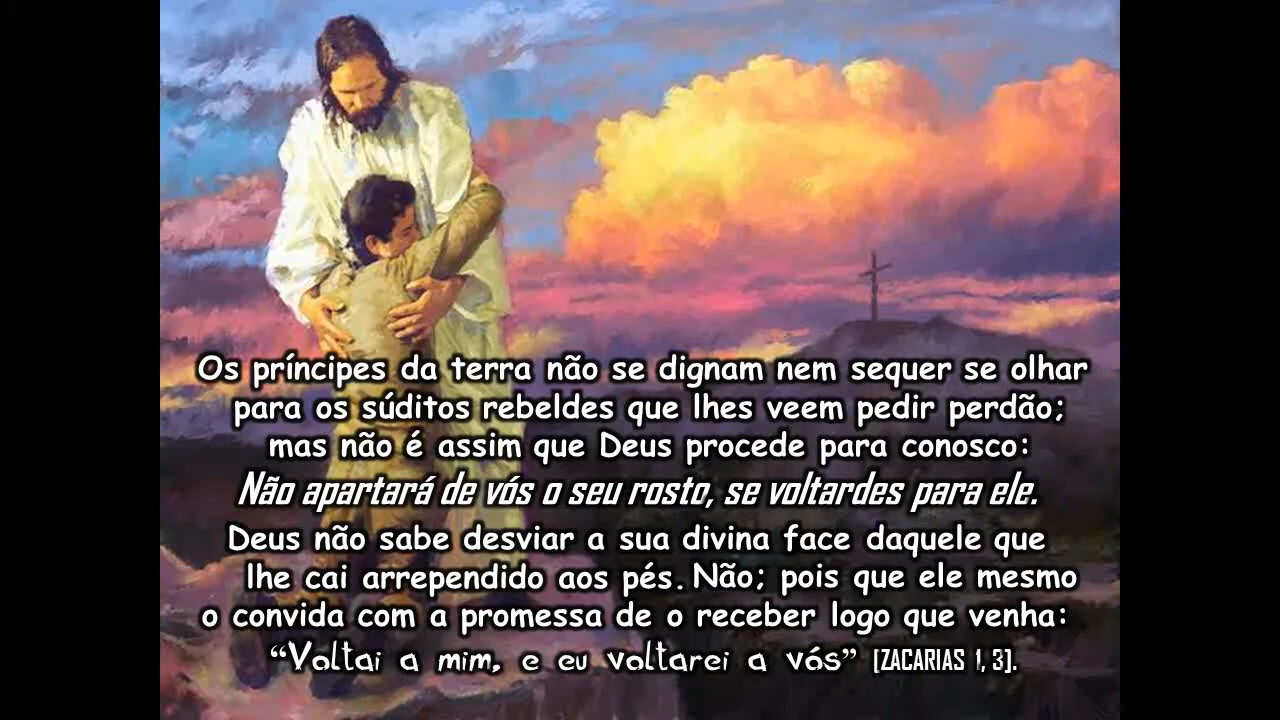 Os príncipes da terra não se dignam nem sequer se olhar
para os súditos rebeldes que lhes veem pedir perdão;
mas não é assim que Deus procede para conosco:
Não apartará de vós o seu rosto, se voltardes para ele.
Deus não sabe desviar a sua divina face daquele que
lhe cai arrependido aos pés. Não; pois que ele mesmo
o convida com a promessa de o receber logo que venha:
“Voltai a mim, e eu voltarei a vós” [ZACARIAS 1, 3].